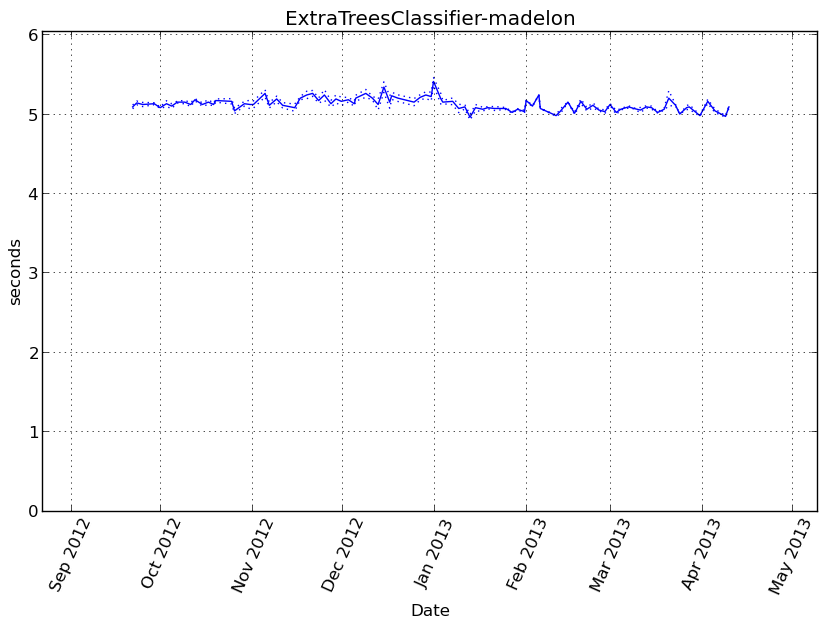 ExtraTreesClassifier-madelon
6
5
4
3
2
1
0
seconds
Sep 2012
Oct 2012
Nov 2012
Dec 2012
Jan 2013
Feb 2013
Mar 2013
Apr 2013
May 2013
Date